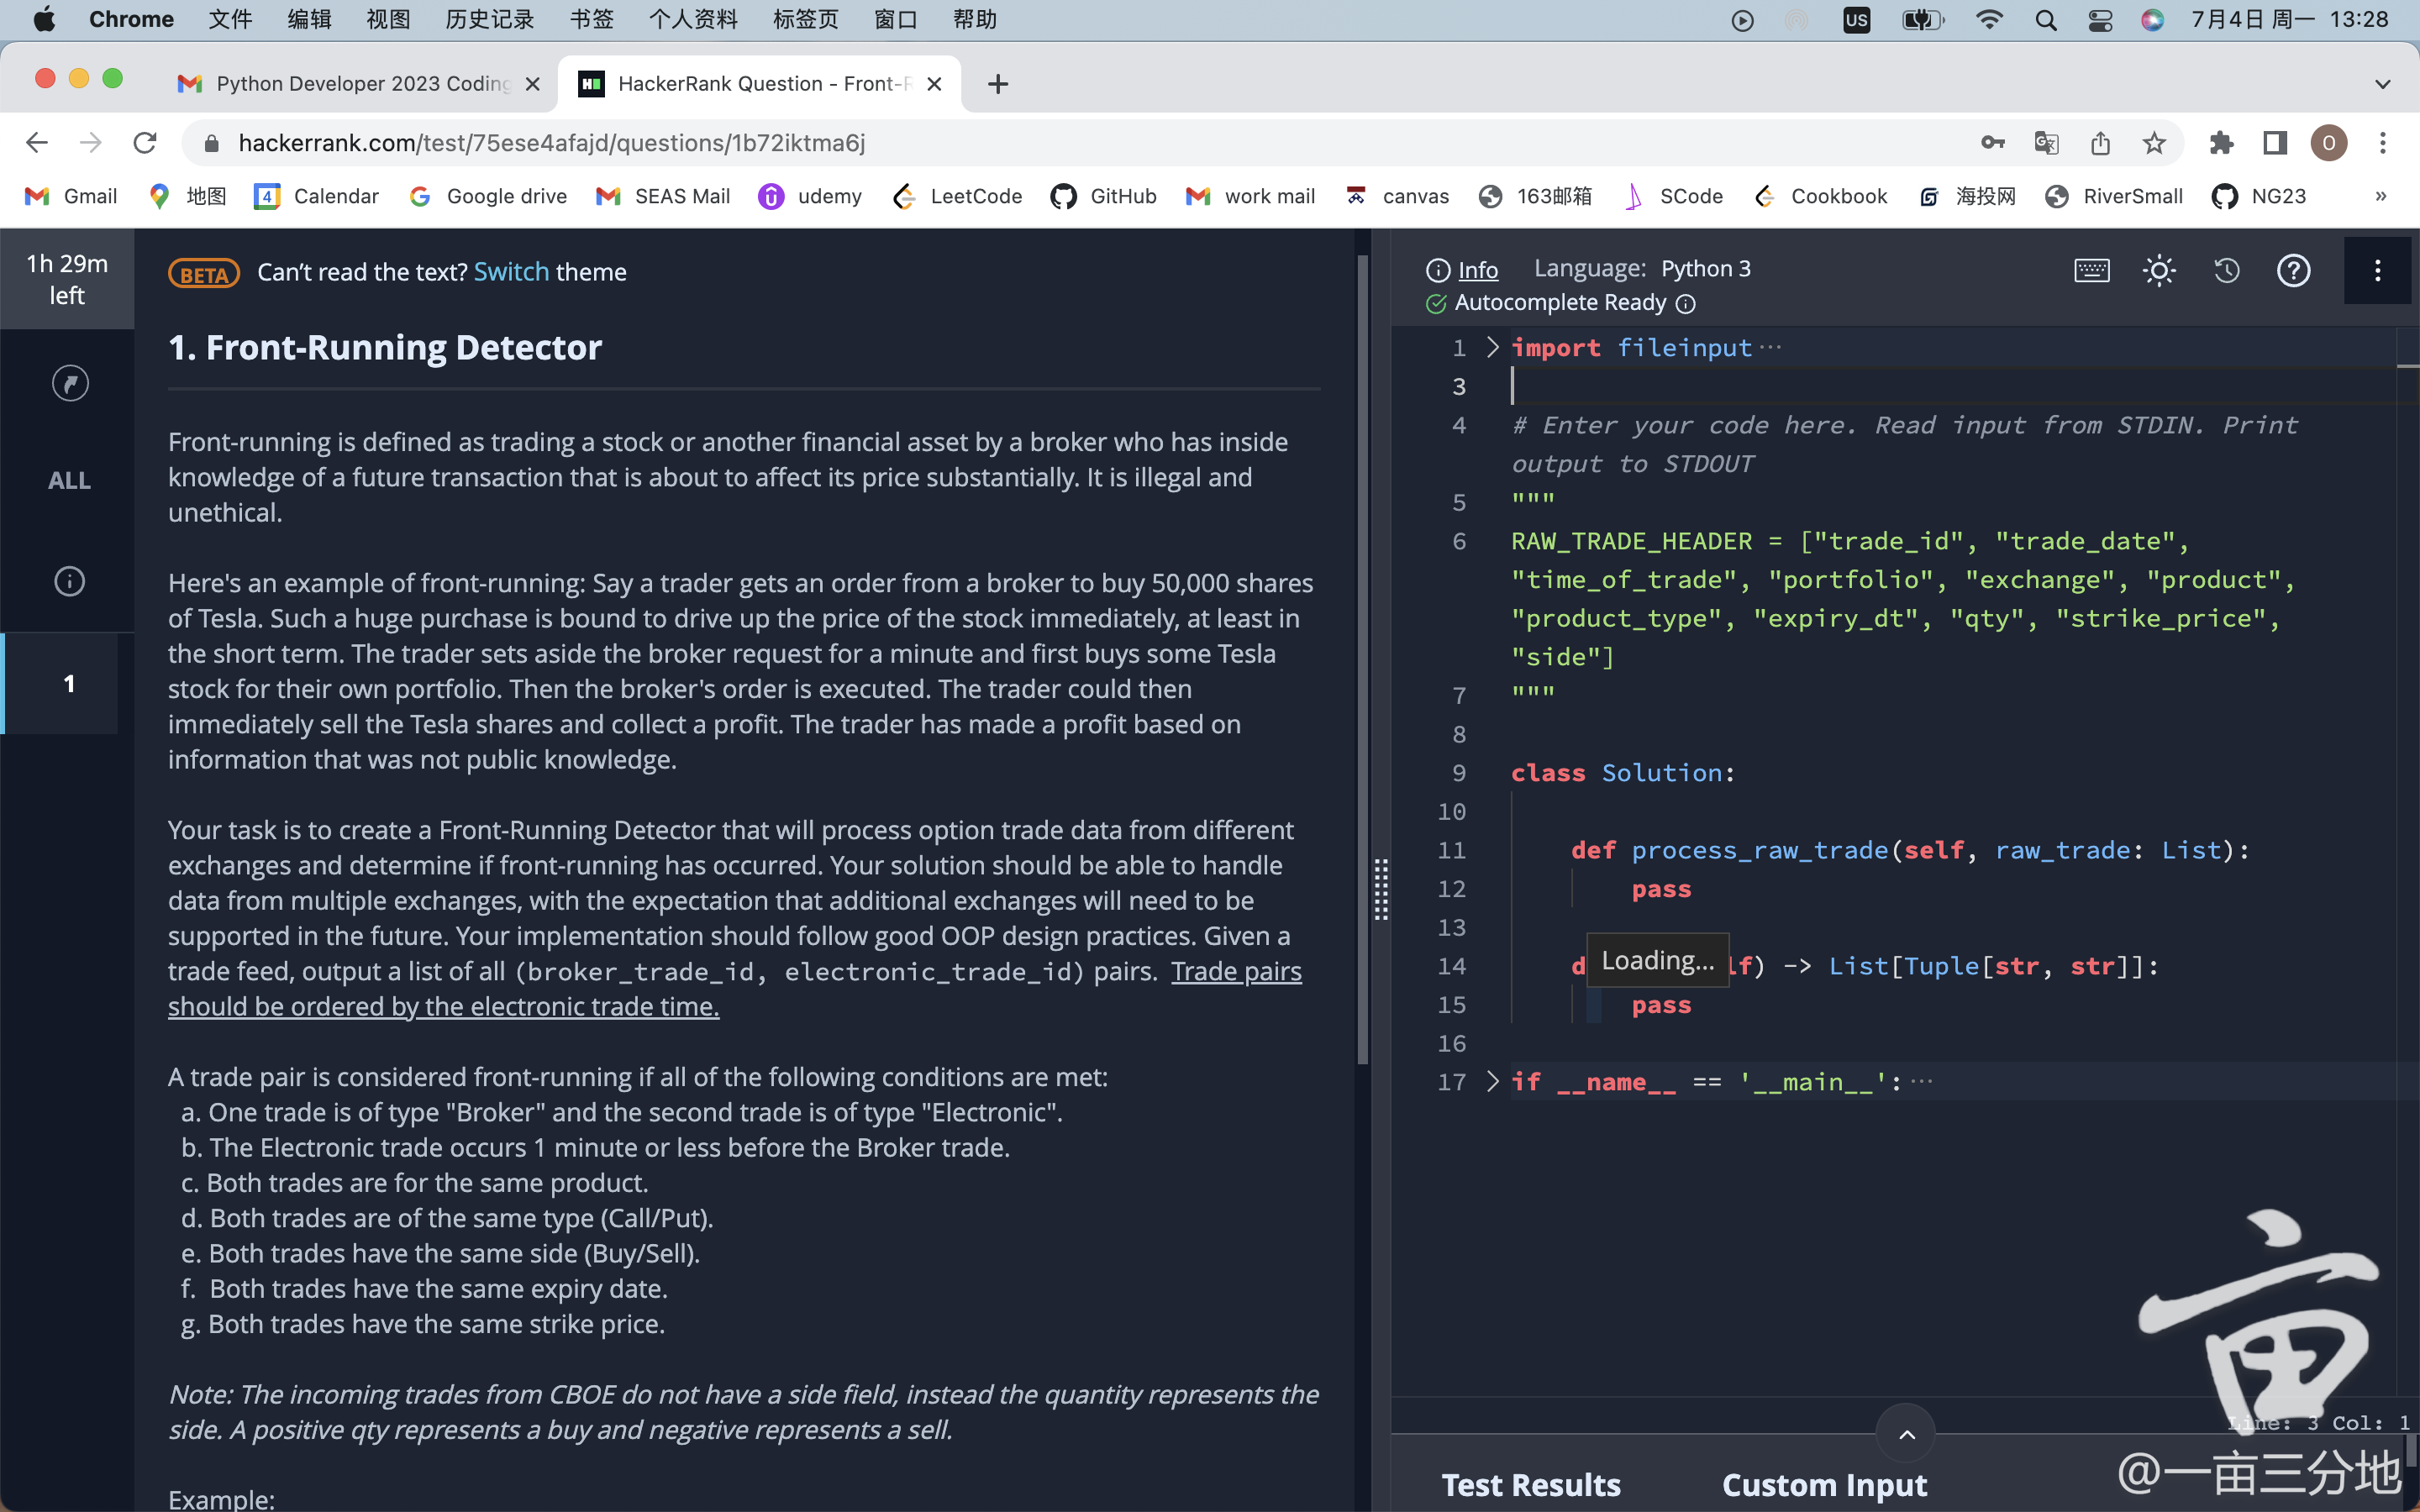 Chrome 文件 编辑 视图 历史记录 书签 个人资料 标签页 窗口 帮助 US 7月4日 周一 13:28
Python Developer 2023 Coding
HackerRank Question - Front-R
hackerrank.com/test/75ese4afajd/questions/1b72iktma6j
O
Gmail 地图 4 Calendar Google drive SEAS Mail udemy LeetCode GitHub work mail canvas 163邮箱 SCode Cookbook 海投网 RiverSmall NG23 »
1h 29m
left
ALL
1
BETA Can’t read the text? Switch theme
1. Front-Running Detector
Front-running is defined as trading a stock or another financial asset by a broker who has inside
knowledge of a future transaction that is about to affect its price substantially. It is illegal and
unethical.
Here's an example of front-running: Say a trader gets an order from a broker to buy 50,000 shares
of Tesla. Such a huge purchase is bound to drive up the price of the stock immediately, at least in
the short term. The trader sets aside the broker request for a minute and first buys some Tesla
stock for their own portfolio. Then the broker's order is executed. The trader could then
immediately sell the Tesla shares and collect a profit. The trader has made a profit based on
information that was not public knowledge.
Your task is to create a Front-Running Detector that will process option trade data from different
exchanges and determine if front-running has occurred. Your solution should be able to handle
data from multiple exchanges, with the expectation that additional exchanges will need to be
supported in the future. Your implementation should follow good OOP design practices. Given a
trade feed, output a list of all (broker_trade_id, electronic_trade_id) pairs. Trade pairs
should be ordered by the electronic trade time.
A trade pair is considered front-running if all of the following conditions are met:
a. One trade is of type "Broker" and the second trade is of type "Electronic".
b. The Electronic trade occurs 1 minute or less before the Broker trade.
c. Both trades are for the same product.
d. Both trades are of the same type (Call/Put).
e. Both trades have the same side (Buy/Sell).
f. Both trades have the same expiry date.
g. Both trades have the same strike price.
Note: The incoming trades from CBOE do not have a side field, instead the quantity represents the
side. A positive qty represents a buy and negative represents a sell.
Example:
Info Language: Python 3
Autocomplete Ready
1 import fileinput ···
3
4 # Enter your code here. Read input from STDIN. Print
output to STDOUT
5 """
6 RAW_TRADE_HEADER = ["trade_id", "trade_date",
"time_of_trade", "portfolio", "exchange", "product",
"product_type", "expiry_dt", "qty", "strike_price",
"side"]
7 """
8
9 class Solution:
10
11 def process_raw_trade(self, raw_trade: List):
12 pass
13
14 d Loading... lf) -> List[Tuple[str, str]]:
15 pass
16
17 if __name__ == '__main__': ···
Line: 3 Col: 1
Test Results Custom Input
亩
@一亩三分地